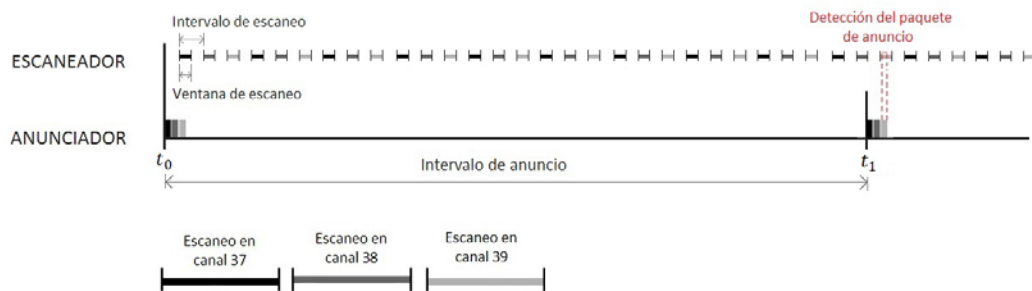 Intervalo de escaneo
Detección del paquete
de anuncio
ESCANEADOR
Ventana de escaneo
ANUNCIADOR
t0
Intervalo de anuncio
t1
Escaneo en
canal 37
Escaneo en
canal 38
Escaneo en
canal 39